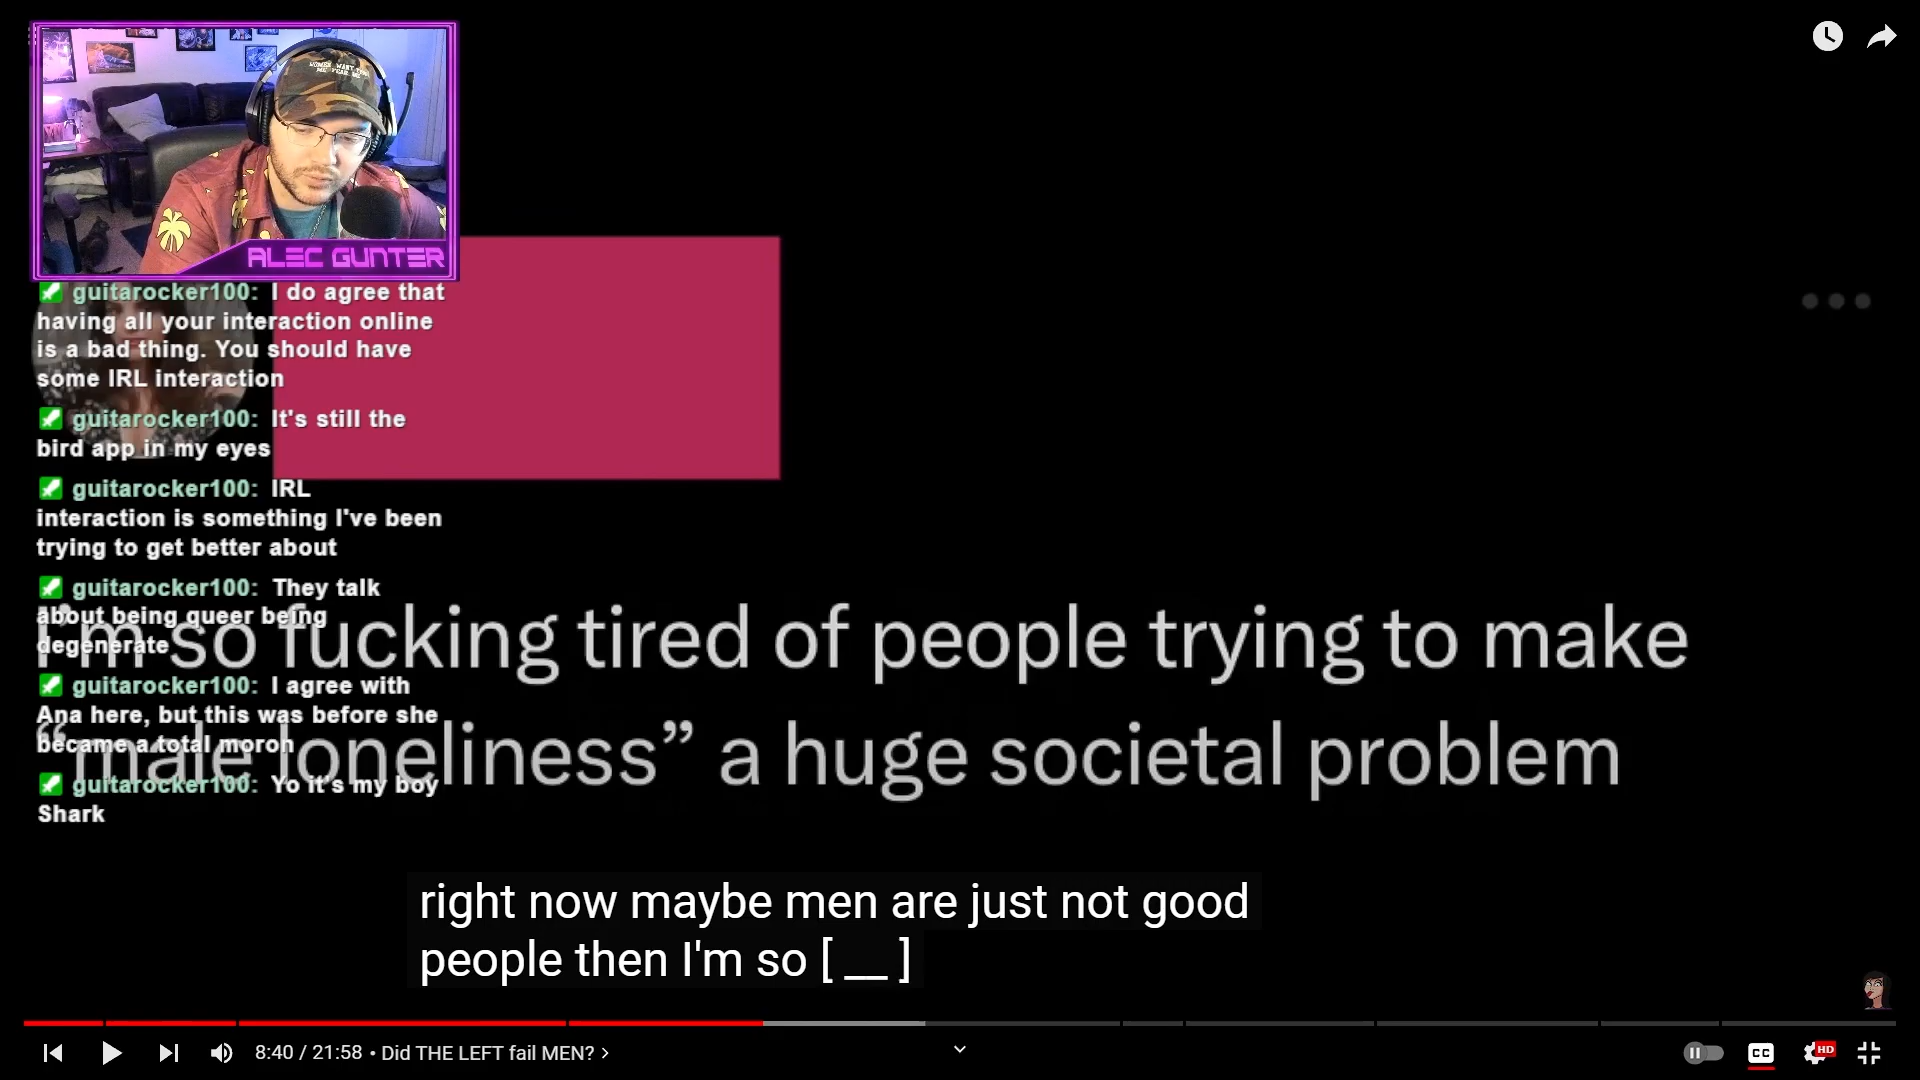 WOMEN WANT
ALEC GUNTER
guitarocker100: I do agree that
having all your interaction online
is a bad thing. You should have
some IRL interaction
guitarocker100: It's still the
bird app in my eyes
guitarocker100: IRL
interaction is something I've been
trying to get better about
guitarocker100: They talk
about being queer being
degenerate
guitarocker100: I agree with
Ana here, but this was before she
became a total moron
guitarocker100: Yo it's my boy
Shark
I'm so fucking tired of people trying to make
“male loneliness” a huge societal problem
right now maybe men are just not good
people then I'm so [ __ ]
8:40 / 21:58 • Did THE LEFT fail MEN? >
CC
HD